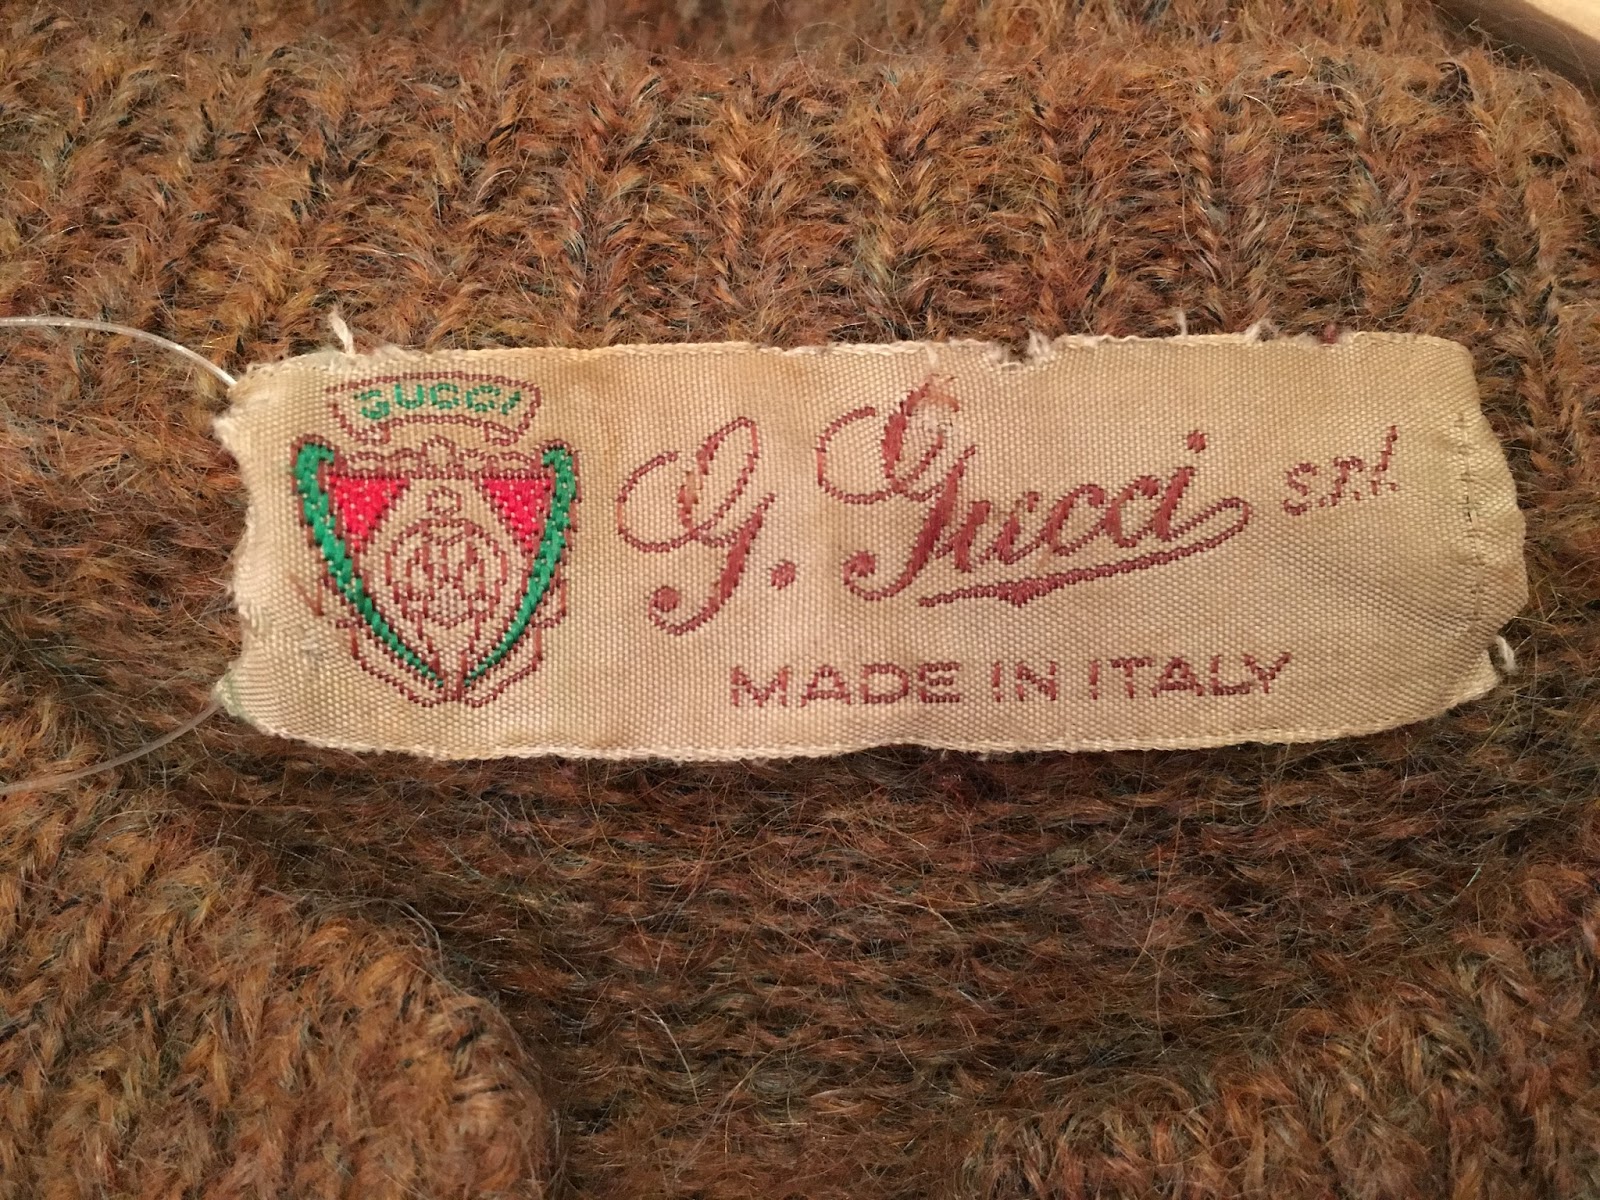 GUCCI
G. Gucci s.r.l.
MADE IN ITALY